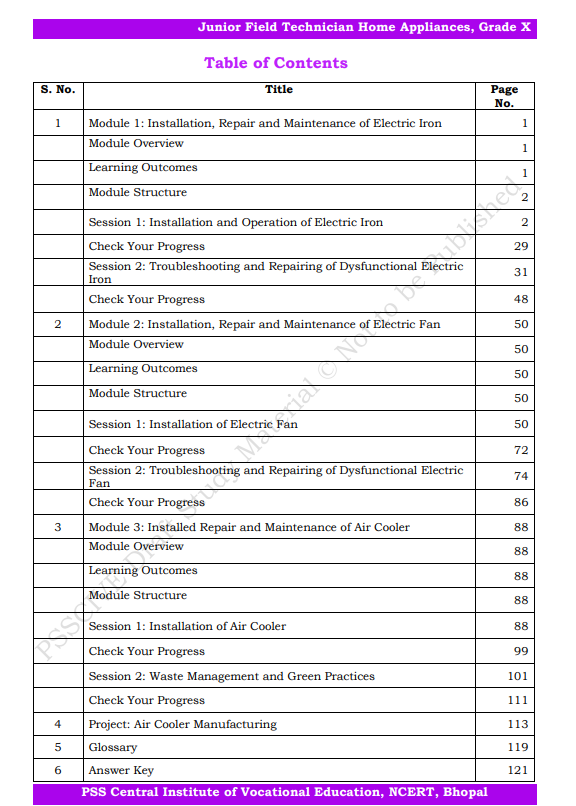 Junior Field Technician Home Appliances, Grade X
Table of Contents
S. No. Title Page
No.
1 Module 1: Installation, Repair and Maintenance of Electric Iron 1
Module Overview 1
Learning Outcomes 1
Module Structure 2
Session 1: Installation and Operation of Electric Iron 2
Check Your Progress 29
Session 2: Troubleshooting and Repairing of Dysfunctional Electric
Iron 31
Check Your Progress 48
2 Module 2: Installation, Repair and Maintenance of Electric Fan 50
Module Overview 50
Learning Outcomes 50
Module Structure 50
Session 1: Installation of Electric Fan 50
Check Your Progress 72
Session 2: Troubleshooting and Repairing of Dysfunctional Electric
Fan 74
Check Your Progress 86
3 Module 3: Installed Repair and Maintenance of Air Cooler 88
Module Overview 88
Learning Outcomes 88
Module Structure 88
Session 1: Installation of Air Cooler 88
Check Your Progress 99
Session 2: Waste Management and Green Practices 101
Check Your Progress 111
4 Project: Air Cooler Manufacturing 113
5 Glossary 119
6 Answer Key 121
PSS Central Institute of Vocational Education, NCERT, Bhopal
PSSCIVE Draft Study Material © Not to be Published